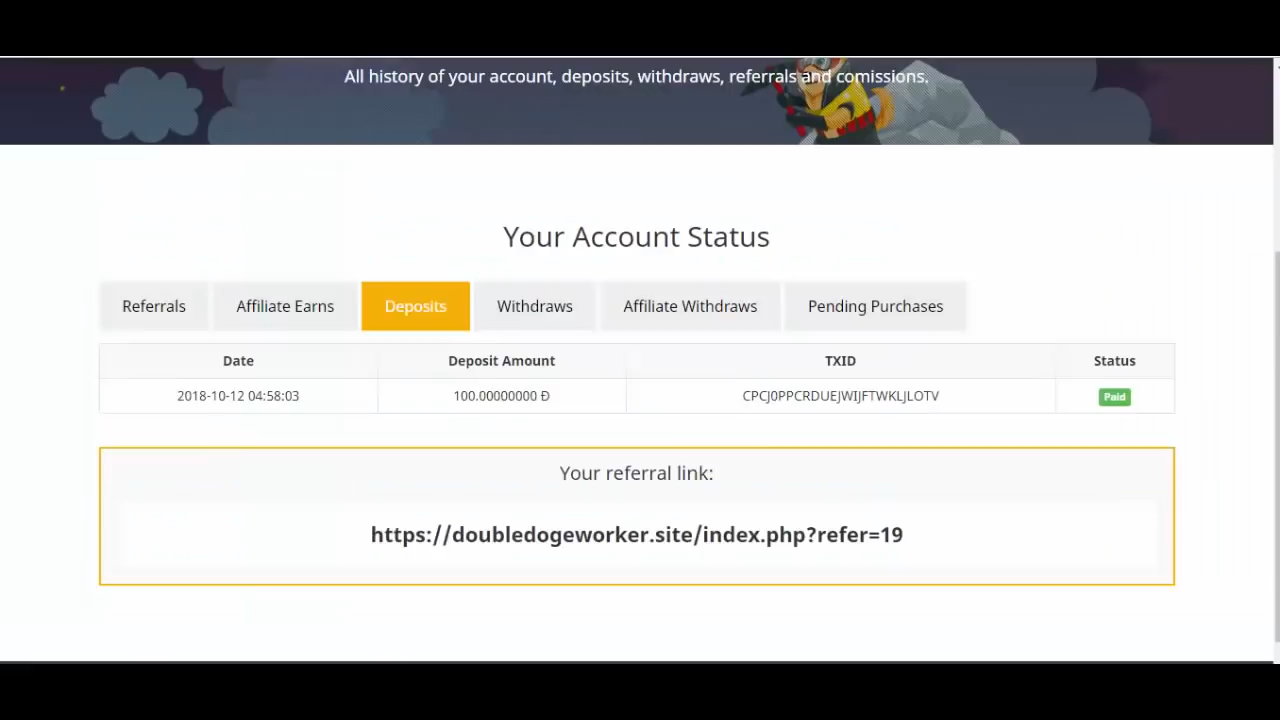 All history of your account, deposits, withdraws, referrals and comissions.
Your Account Status
Referrals Affiliate Earns Deposits Withdraws Affiliate Withdraws Pending Purchases
Date Deposit Amount TXID Status
2018-10-12 04:58:03 100.00000000 Ð CPCJ0PPCRDUEJWIJFTWKLJLOTV Paid
Your referral link:
https://doubledogeworker.site/index.php?refer=19